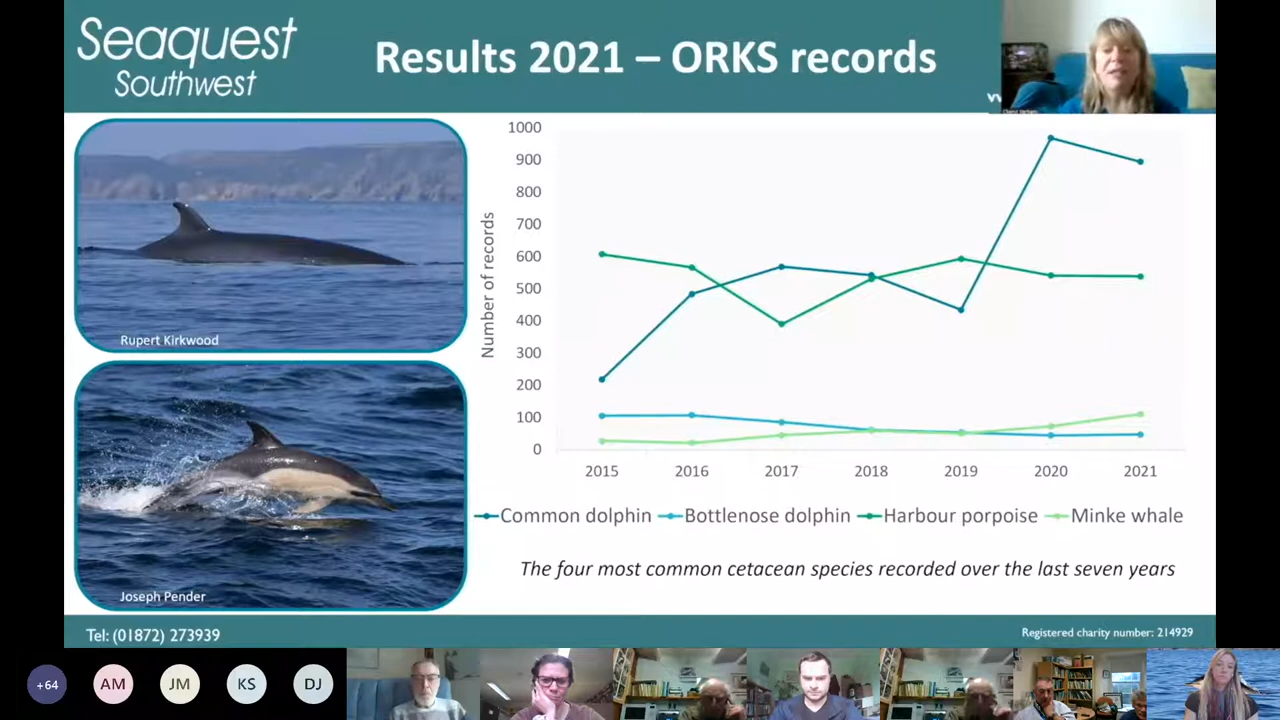 Seaquest
Southwest
Results 2021 – ORKS records
Rupert Kirkwood
Joseph Pender
Number of records
1000
900
800
700
600
500
400
300
200
100
0
2015 2016 2017 2018 2019 2020 2021
Common dolphin Bottlenose dolphin Harbour porpoise Minke whale
The four most common cetacean species recorded over the last seven years
Tel: (01872) 273939
Registered charity number: 214929
+64 AM JM KS DJ